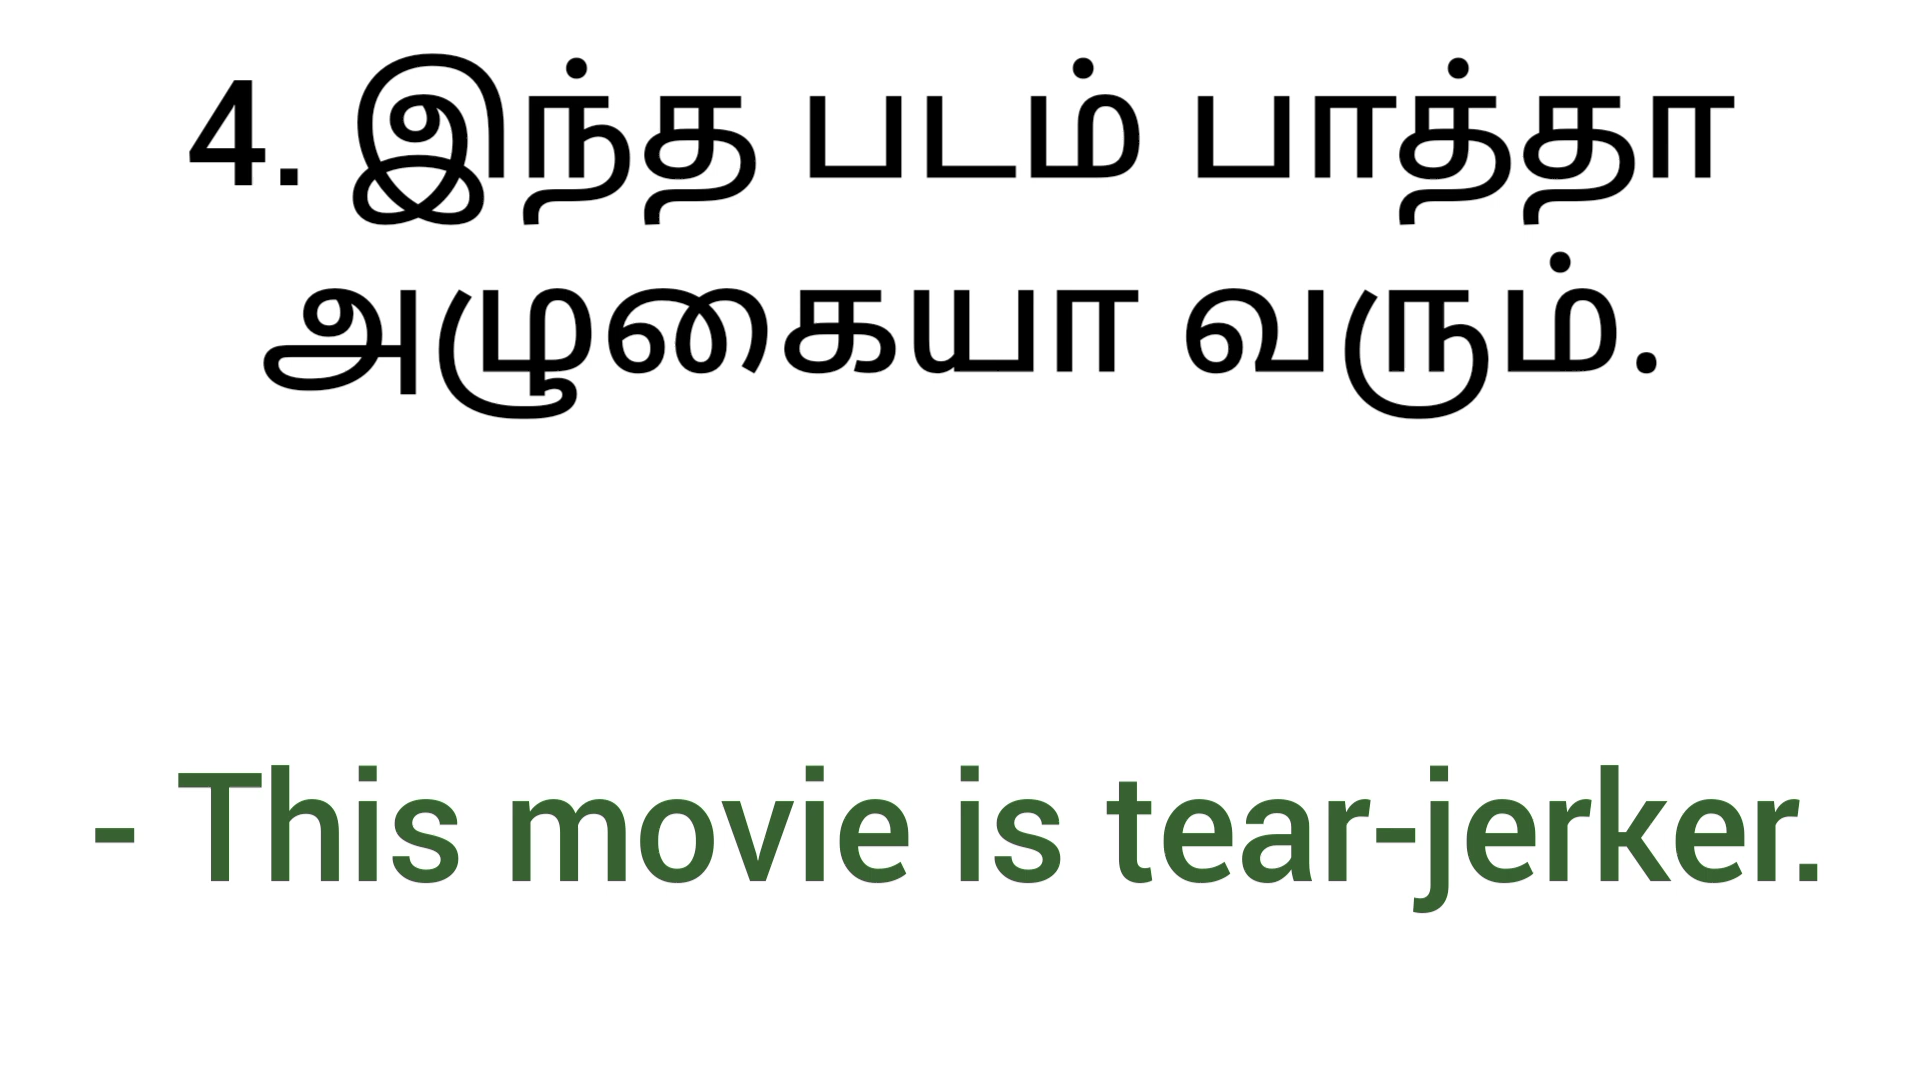 4. இந்த படம் பாத்தா
அழுகையா வரும்.
- This movie is tear-jerker.